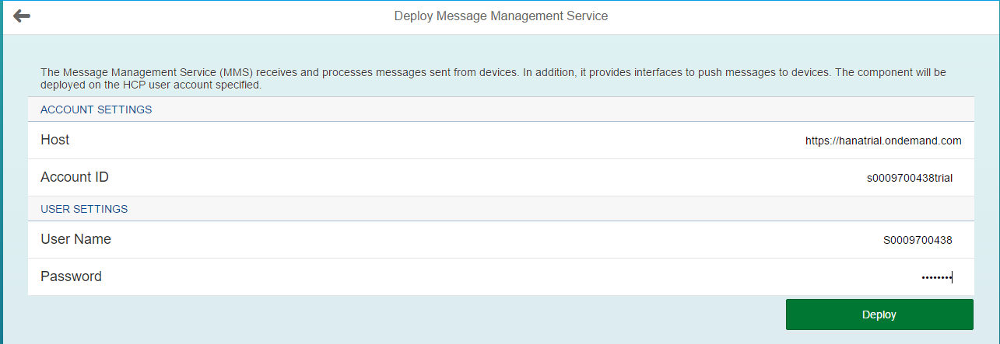 Deploy Message Management Service
The Message Management Service (MMS) receives and processes messages sent from devices. In addition, it provides interfaces to push messages to devices. The component will be
deployed on the HCP user account specified.
ACCOUNT SETTINGS
Host https://hanatrial.ondemand.com
Account ID s0009700438trial
USER SETTINGS
User Name S0009700438
Password ••••••••
Deploy